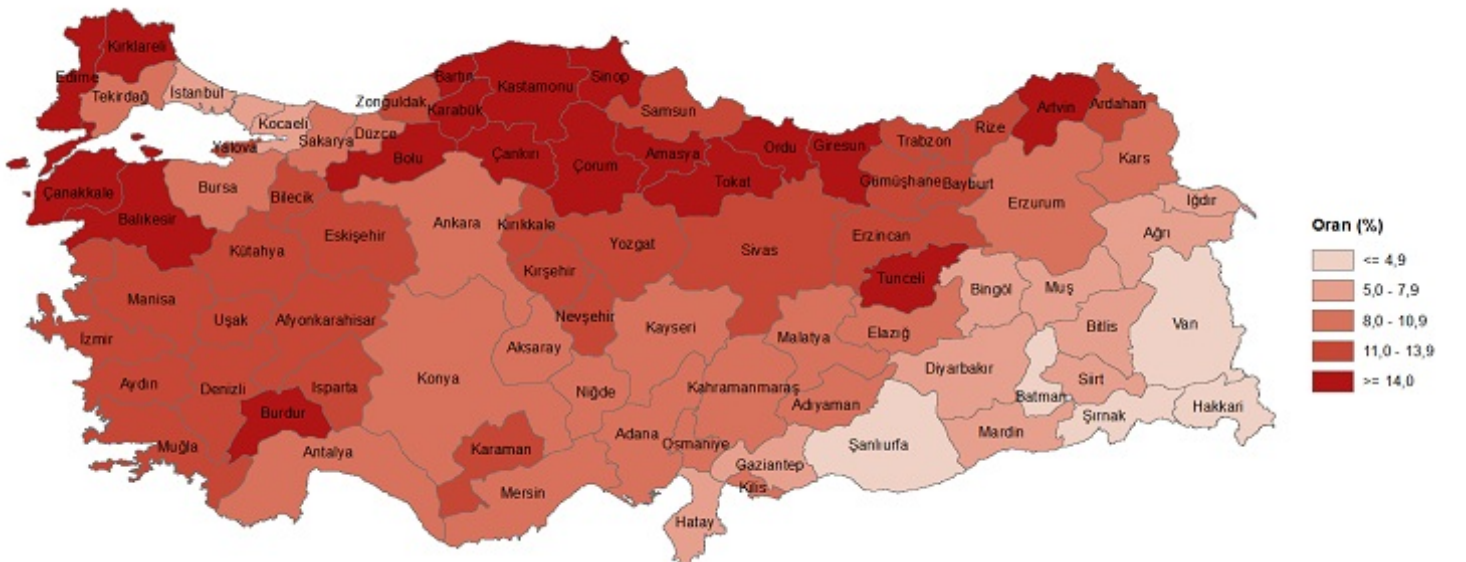 Kırklareli
Edirne
Tekirdağ
İstanbul
Kocaeli
Yalova
Sakarya
Düzce
Zonguldak
Bartın
Karabük
Kastamonu
Sinop
Samsun
Bolu
Çankırı
Çorum
Amasya
Tokat
Ordu
Giresun
Trabzon
Rize
Artvin
Ardahan
Kars
Gümüşhane
Bayburt
Erzurum
Iğdır
Ağrı
Çanakkale
Balıkesir
Bursa
Bilecik
Kütahya
Eskişehir
Ankara
Kırıkkale
Kırşehir
Yozgat
Sivas
Erzincan
Tunceli
Bingöl
Muş
Bitlis
Van
Manisa
İzmir
Uşak
Afyonkarahisar
Konya
Aksaray
Nevşehir
Kayseri
Malatya
Elazığ
Diyarbakır
Batman
Siirt
Şırnak
Hakkari
Aydın
Denizli
Isparta
Burdur
Muğla
Antalya
Karaman
Mersin
Niğde
Adana
Kahramanmaraş
Osmaniye
Adıyaman
Gaziantep
Kilis
Hatay
Şanlıurfa
Mardin
Oran (%)
<= 4,9
5,0 - 7,9
8,0 - 10,9
11,0 - 13,9
>= 14,0